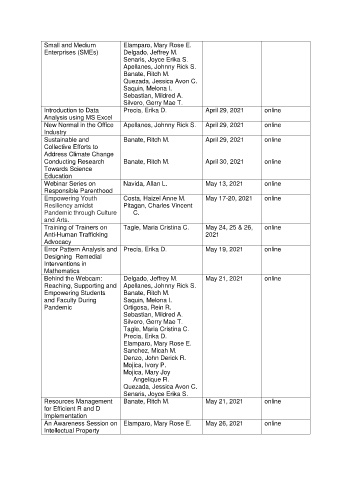 Small and Medium
Enterprises (SMEs)
Elamparo, Mary Rose E.
Delgado, Jeffrey M.
Senaris, Joyce Erika S.
Apellanes, Johnny Rick S.
Banate, Ritch M.
Quezada, Jessica Avon C.
Saquin, Melona I.
Sebastian, Mildred A.
Silvero, Gerry Mae T.
Introduction to Data
Analysis using MS Excel
Precia, Erika D.
April 29, 2021
online
New Normal in the Office
Industry
Apellanes, Johnny Rick S.
April 29, 2021
online
Sustainable and
Collective Efforts to
Address Climate Change
Banate, Ritch M.
April 29, 2021
online
Conducting Research
Towards Science
Education
Banate, Ritch M.
April 30, 2021
online
Webinar Series on
Responsible Parenthood
Navida, Allan L.
May 13, 2021
online
Empowering Youth
Resiliency amidst
Pandemic through Culture
and Arts.
Costa, Haizel Anne M.
Pitagan, Charles Vincent
C.
May 17-20, 2021
online
Training of Trainers on
Anti-Human Trafficking
Advocacy
Tagle, Maria Cristina C.
May 24, 25 & 26,
2021
online
Error Pattern Analysis and
Designing Remedial
Interventions in
Mathematics
Precia, Erika D.
May 19, 2021
online
Behind the Webcam:
Reaching, Supporting and
Empowering Students
and Faculty During
Pandemic
Delgado, Jeffrey M.
Apellanes, Johnny Rick S.
Banate, Ritch M.
Saquin, Melona I.
Ortigosa, Rein R.
Sebastian, Mildred A.
Silvero, Gerry Mae T.
Tagle, Maria Cristina C.
Precia, Erika D.
Elamparo, Mary Rose E.
Sanchez, Micah M.
Denzo, John Derick R.
Mojica, Ivory P.
Mojica, Mary Joy
Angelique R.
Quezada, Jessica Avon C.
Senaris, Joyce Erika S.
May 21, 2021
online
Resources Management
for Efficient R and D
Implementation
Banate, Ritch M.
May 21, 2021
online
An Awareness Session on
Intellectual Property
Elamparo, Mary Rose E.
May 26, 2021
online